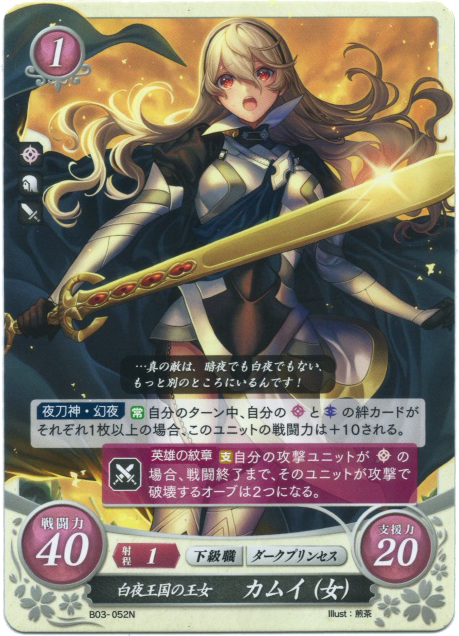 1
…真の敵は、暗夜でも白夜でもない、
もっと別のところにいるんです！
夜刀神・幻夜 常 自分のターン中、自分の と の絆カードが
それぞれ1枚以上の場合、このユニットの戦闘力は＋10される。
英雄の紋章 支 自分の攻撃ユニットが の
場合、戦闘終了まで、そのユニットが攻撃で
破壊するオーブは2つになる。
戦闘力
40
射程 1
下級職
ダークプリンセス
支援力
20
白夜王国の王女 カムイ(女)
B03-052N
Illust：煎茶